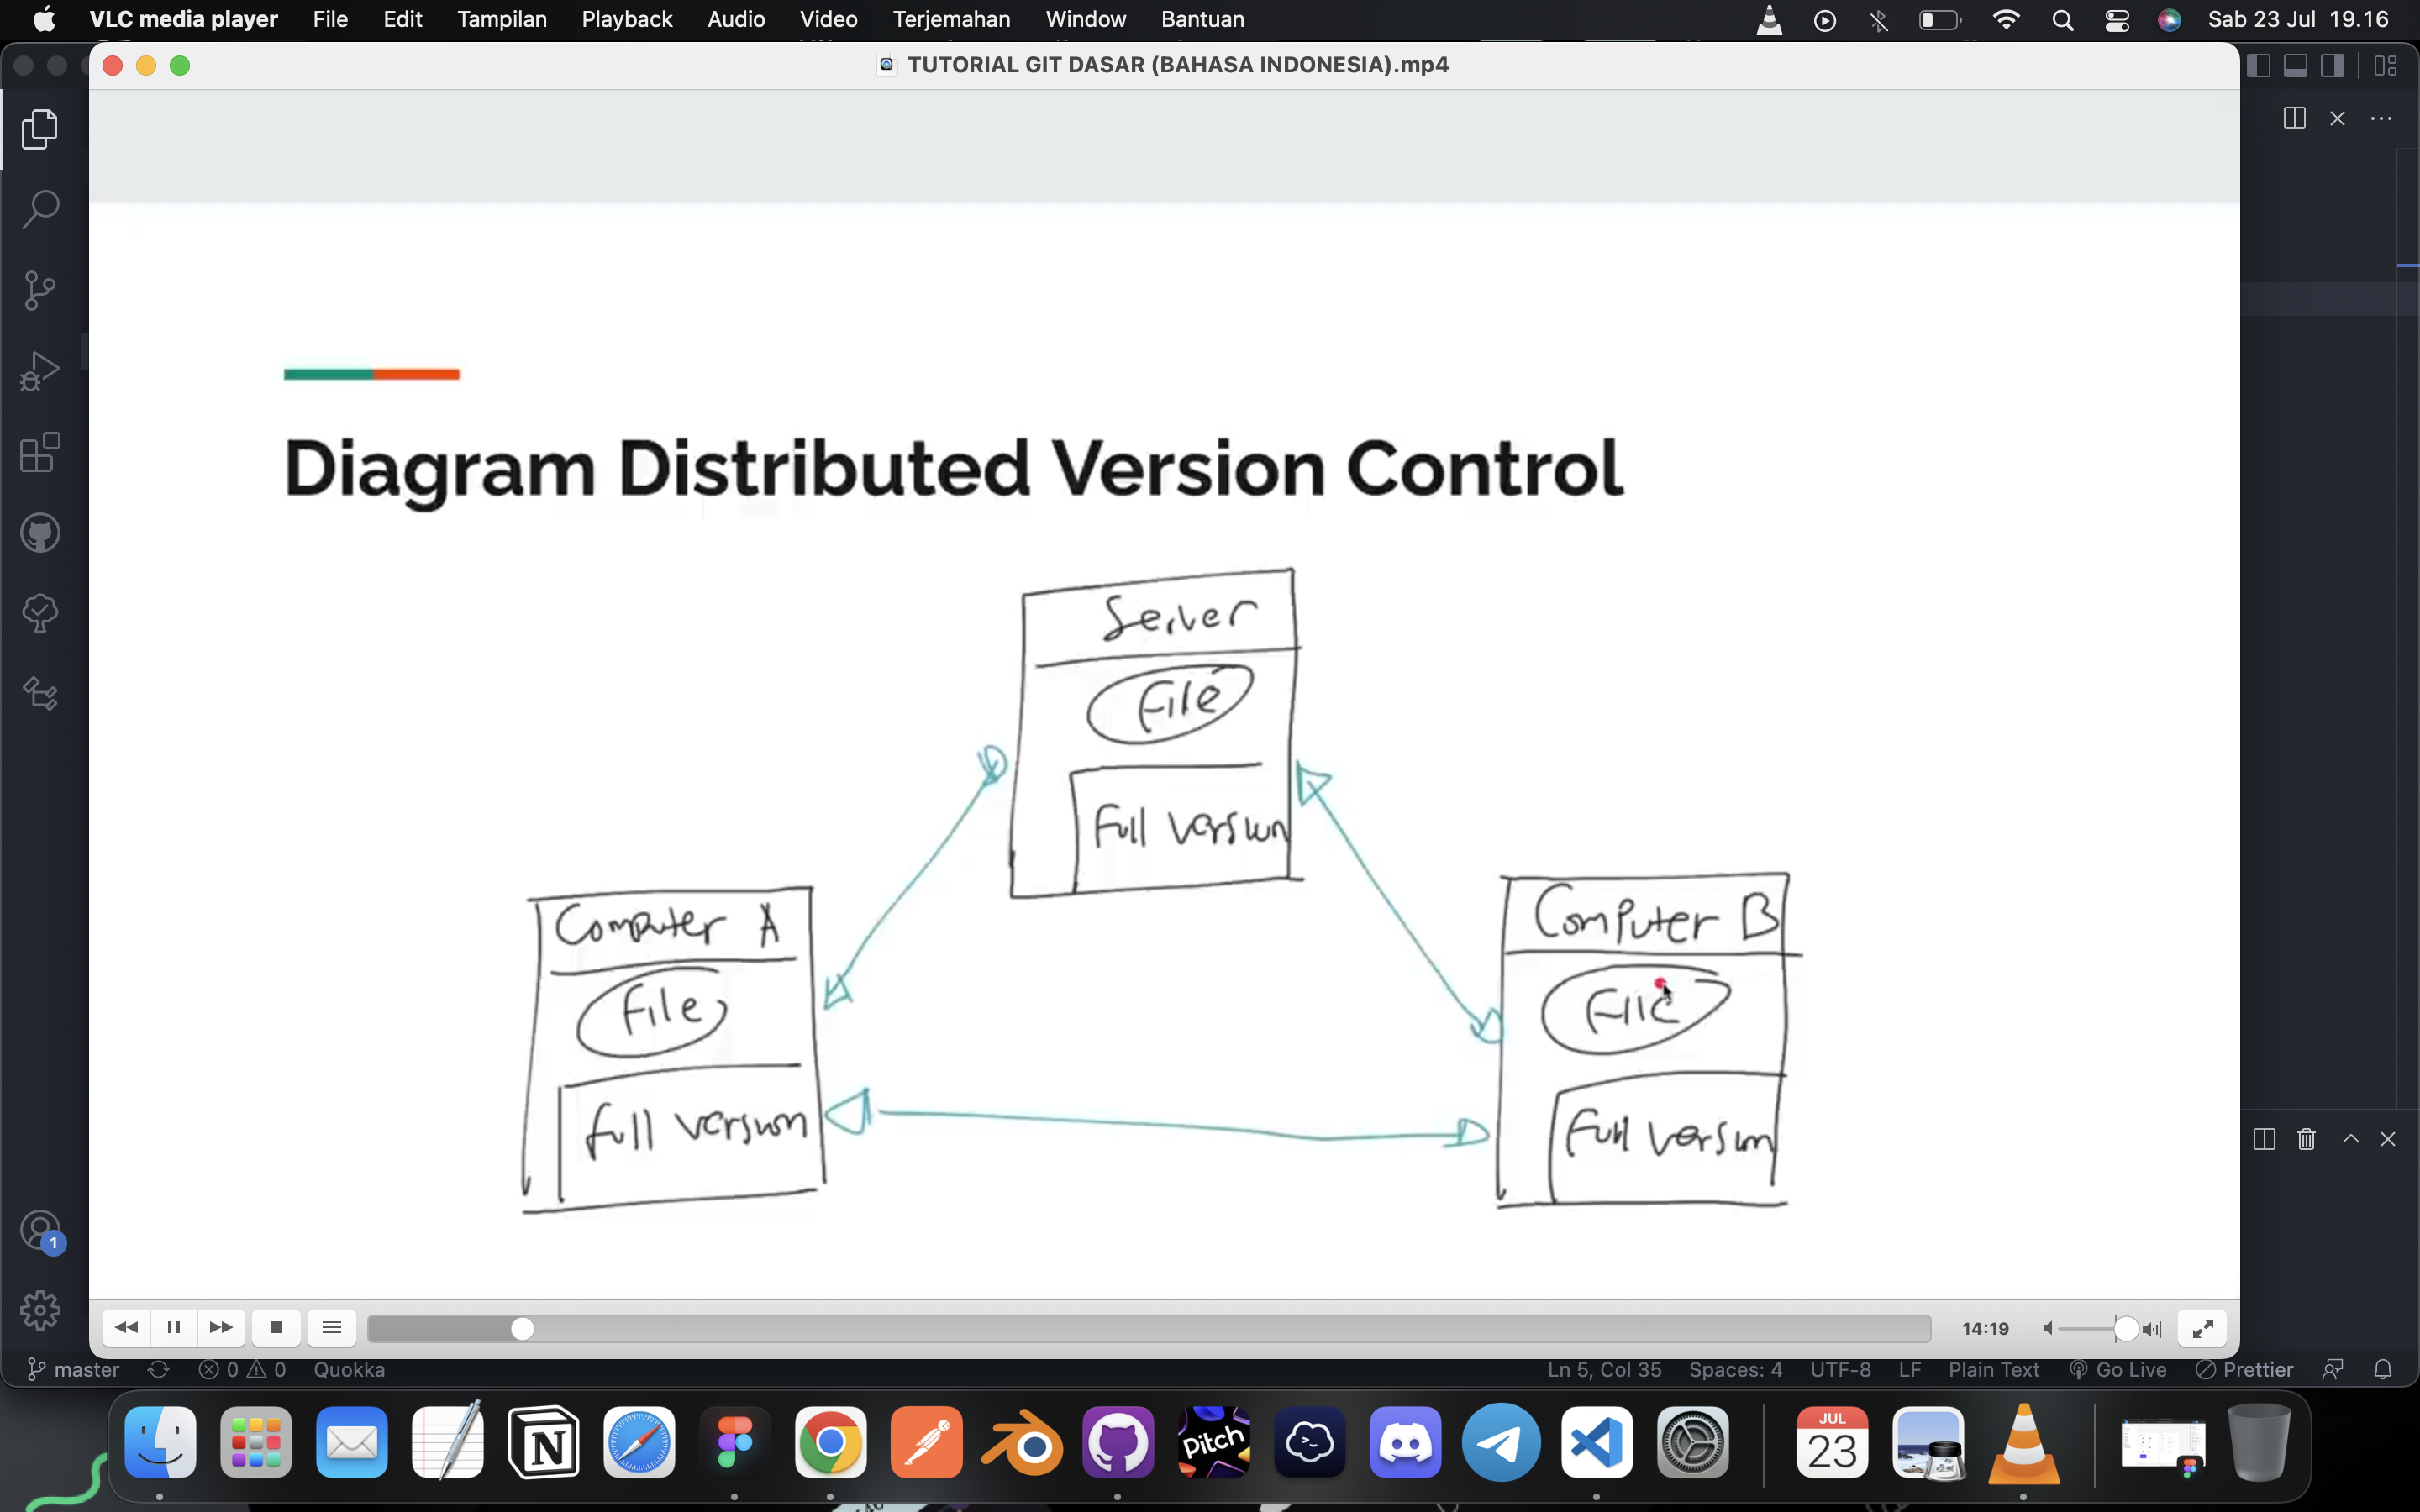 VLC media player File Edit Tampilan Playback Audio Video Terjemahan Window Bantuan Sab 23 Jul 19.16
TUTORIAL GIT DASAR (BAHASA INDONESIA).mp4
Diagram Distributed Version Control
Server
File
Full Version
Computer A
File
full version
Computer B
File
Full version
1
14:19
master 0 0 Quokka Ln 5, Col 35 Spaces: 4 UTF-8 LF Plain Text Go Live Prettier
N
Pitch
JUL
23